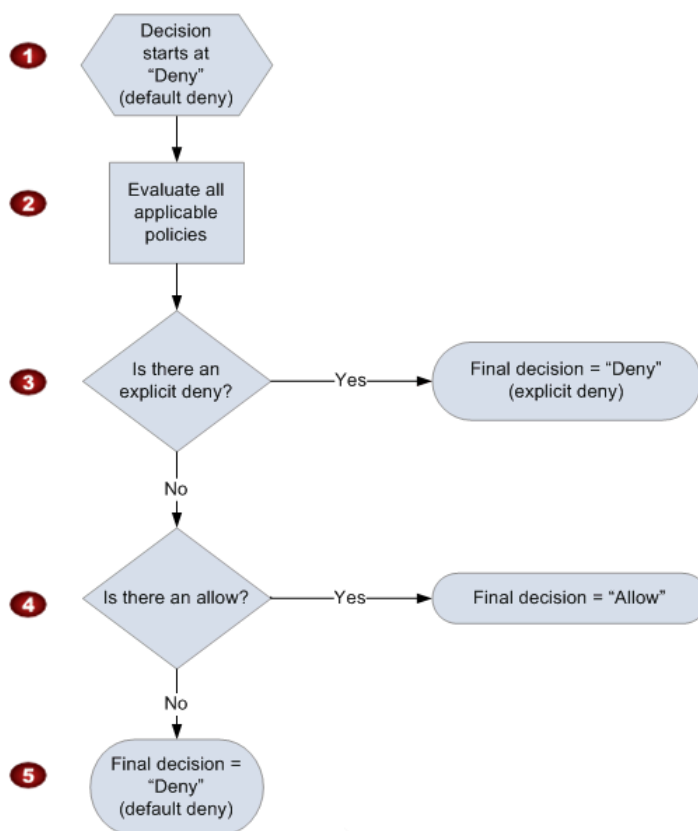 1
Decision
starts at
“Deny”
(default deny)
2
Evaluate all
applicable
policies
3
Is there an
explicit deny?
Yes
Final decision = “Deny”
(explicit deny)
No
4
Is there an allow?
Yes
Final decision = “Allow”
No
5
Final decision =
“Deny”
(default deny)